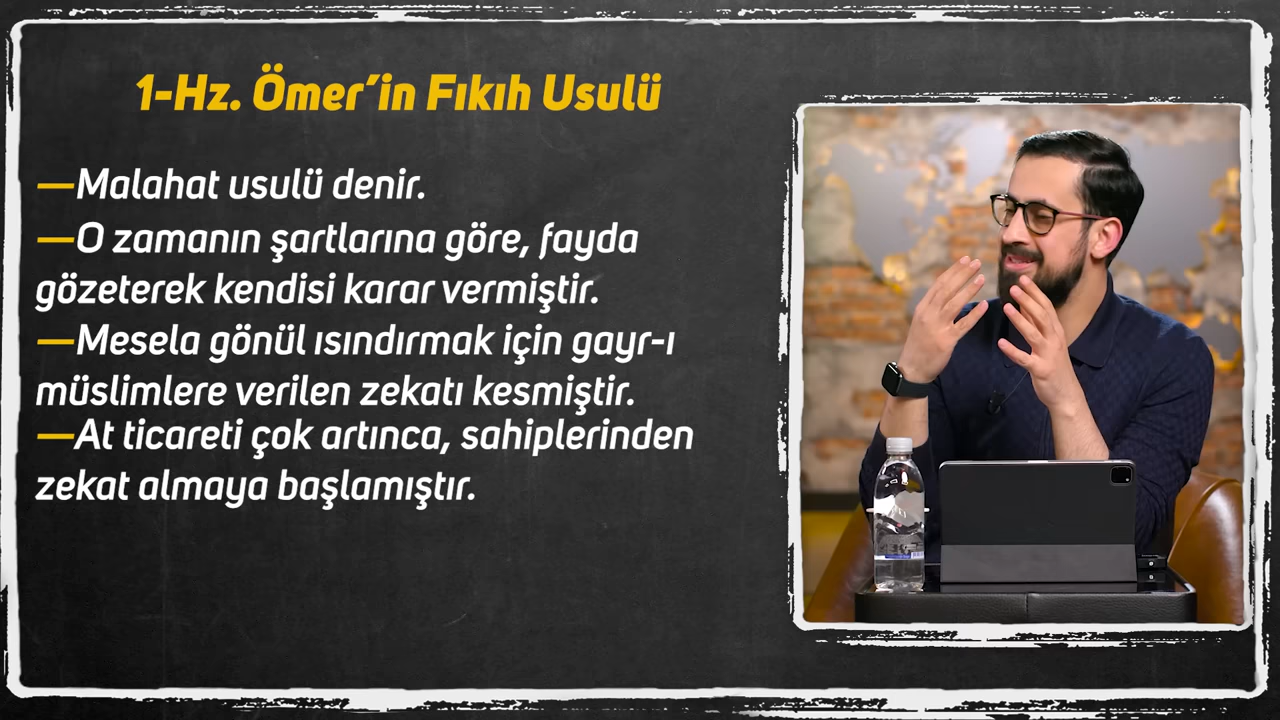 1-Hz. Ömer’in Fıkıh Usulü
—Malahat usulü denir.
—O zamanın şartlarına göre, fayda
gözeterek kendisi karar vermiştir.
—Mesela gönül ısındırmak için gayr-ı
müslimlere verilen zekatı kesmiştir.
—At ticareti çok artınca, sahiplerinden
zekat almaya başlamıştır.